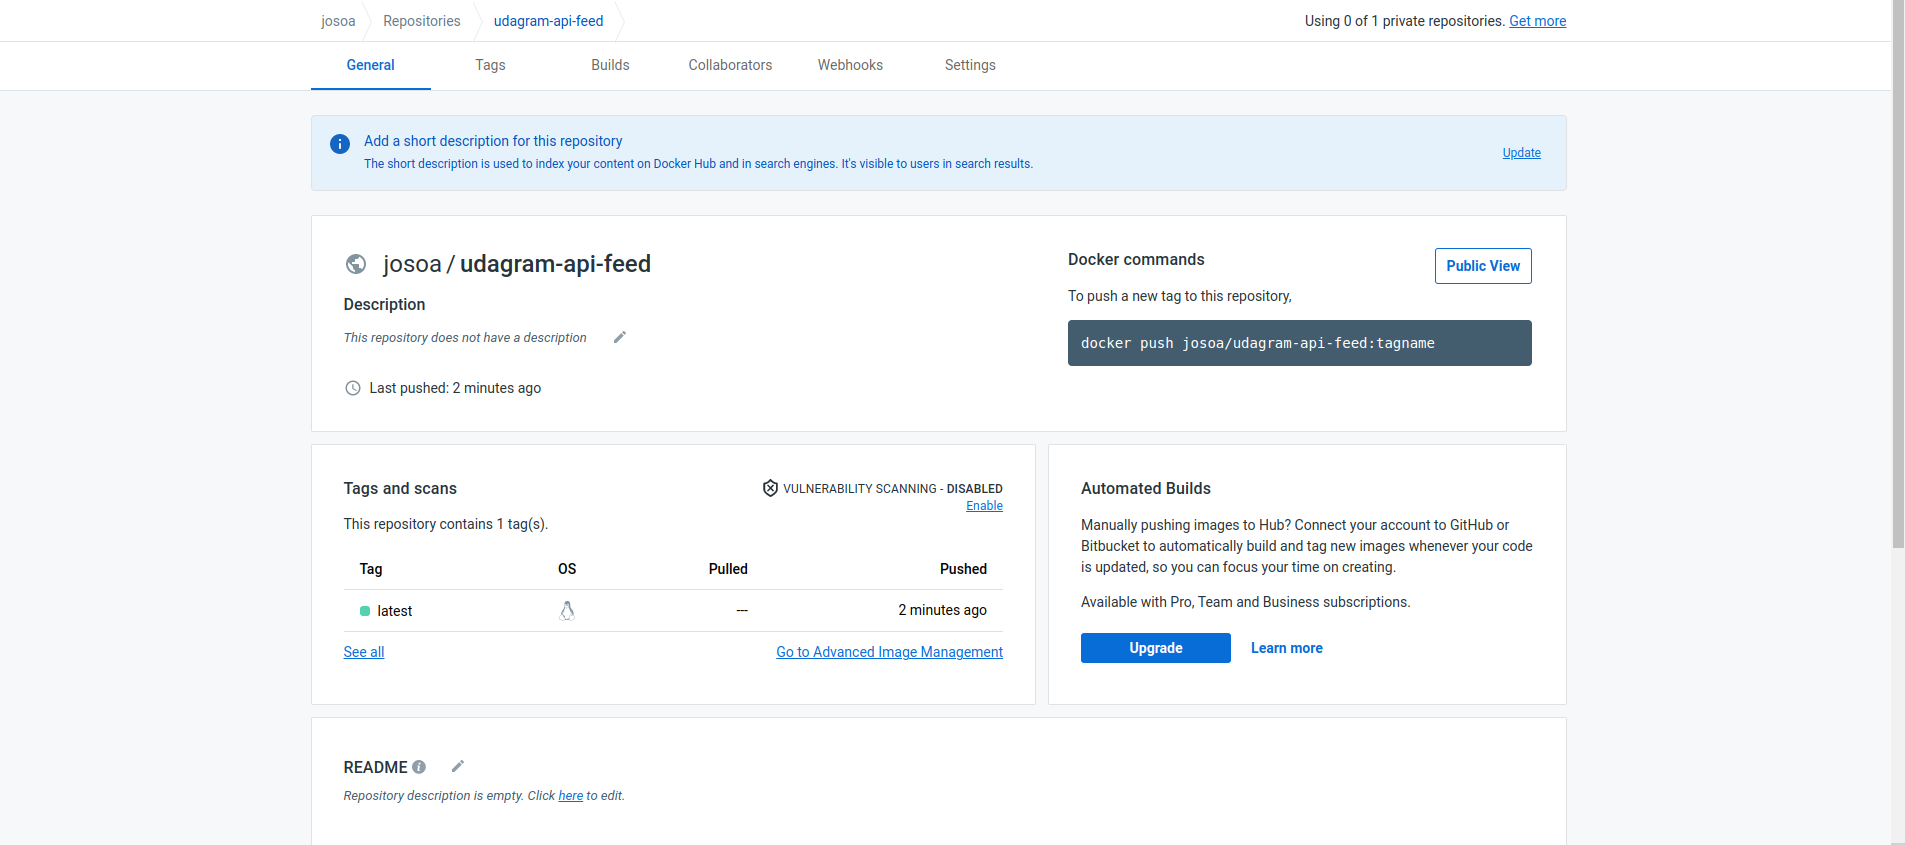 josoa Repositories udagram-api-feed Using 0 of 1 private repositories. Get more
General Tags Builds Collaborators Webhooks Settings
Add a short description for this repository
The short description is used to index your content on Docker Hub and in search engines. It's visible to users in search results.
Update
josoa / udagram-api-feed
Description
This repository does not have a description
Last pushed: 2 minutes ago
Docker commands
Public View
To push a new tag to this repository,
docker push josoa/udagram-api-feed:tagname
Tags and scans
VULNERABILITY SCANNING - DISABLED
Enable
This repository contains 1 tag(s).
Tag OS Pulled Pushed
latest --- 2 minutes ago
See all Go to Advanced Image Management
Automated Builds
Manually pushing images to Hub? Connect your account to GitHub or
Bitbucket to automatically build and tag new images whenever your code
is updated, so you can focus your time on creating.
Available with Pro, Team and Business subscriptions.
Upgrade Learn more
README
Repository description is empty. Click here to edit.